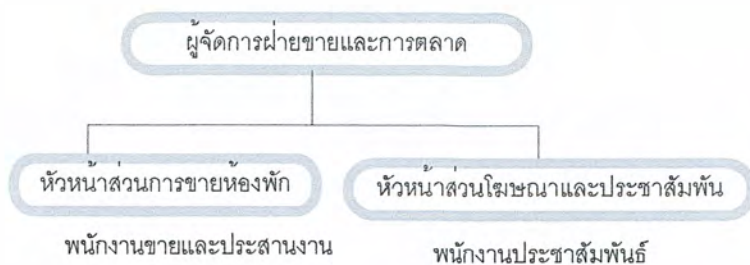 ผู้จัดการฝ่ายขายและการตลาด
หัวหน้าส่วนการขายห้องพัก
หัวหน้าส่วนโฆษณาและประชาสัมพัน
พนักงานขายและประสานงาน
พนักงานประชาสัมพันธ์